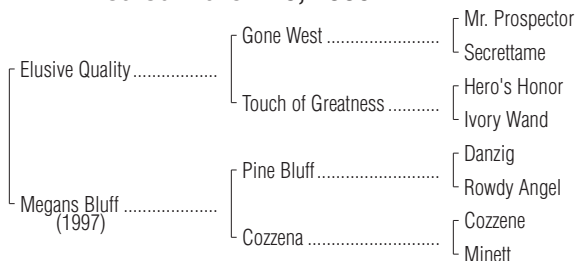 Mr. Prospector
Gone West ........................
Secrettame
Elusive Quality ..................
Hero's Honor
Touch of Greatness ...........
Ivory Wand
Danzig
Pine Bluff .........................
Rowdy Angel
Megans Bluff ....................
(1997)
Cozzene
Cozzena ...........................
Minett